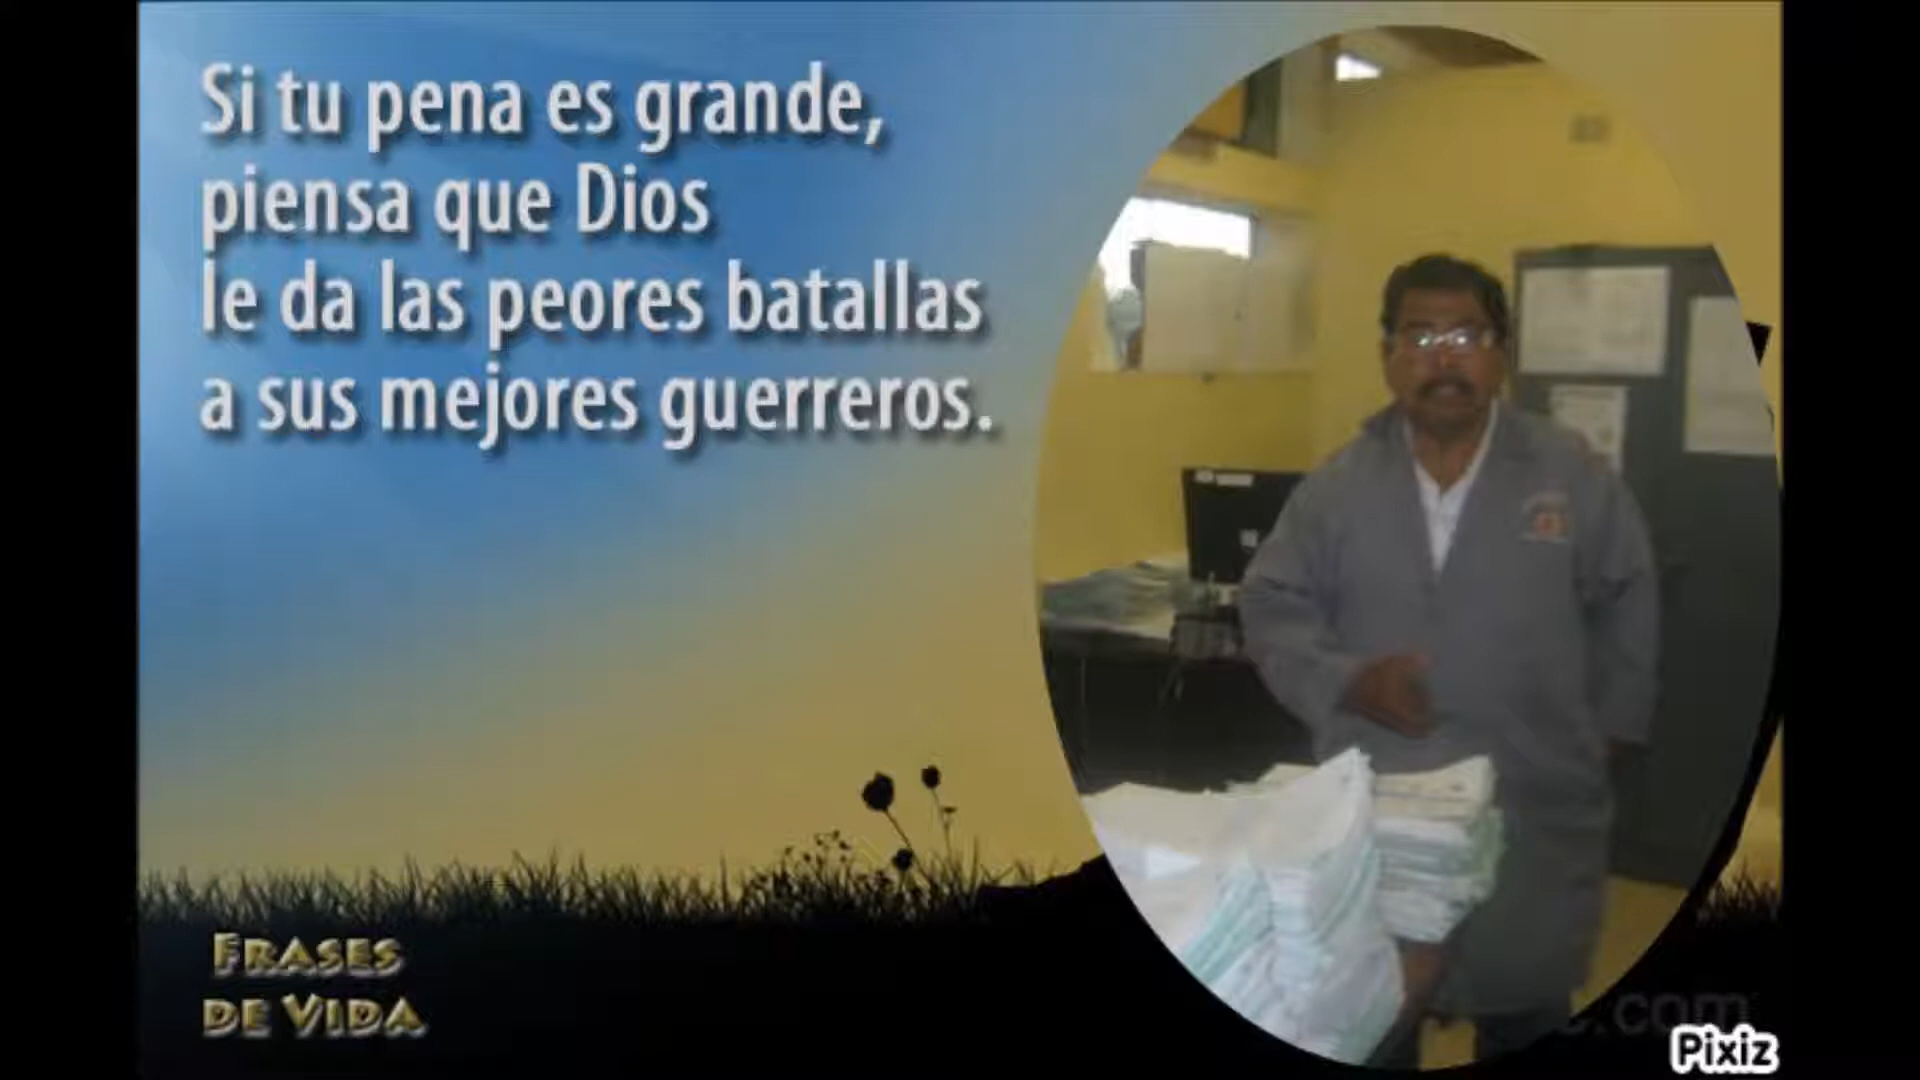 Si tu pena es grande,
piensa que Dios
le da las peores batallas
a sus mejores guerreros.
FRASES
DE VIDA
.com
Pixiz